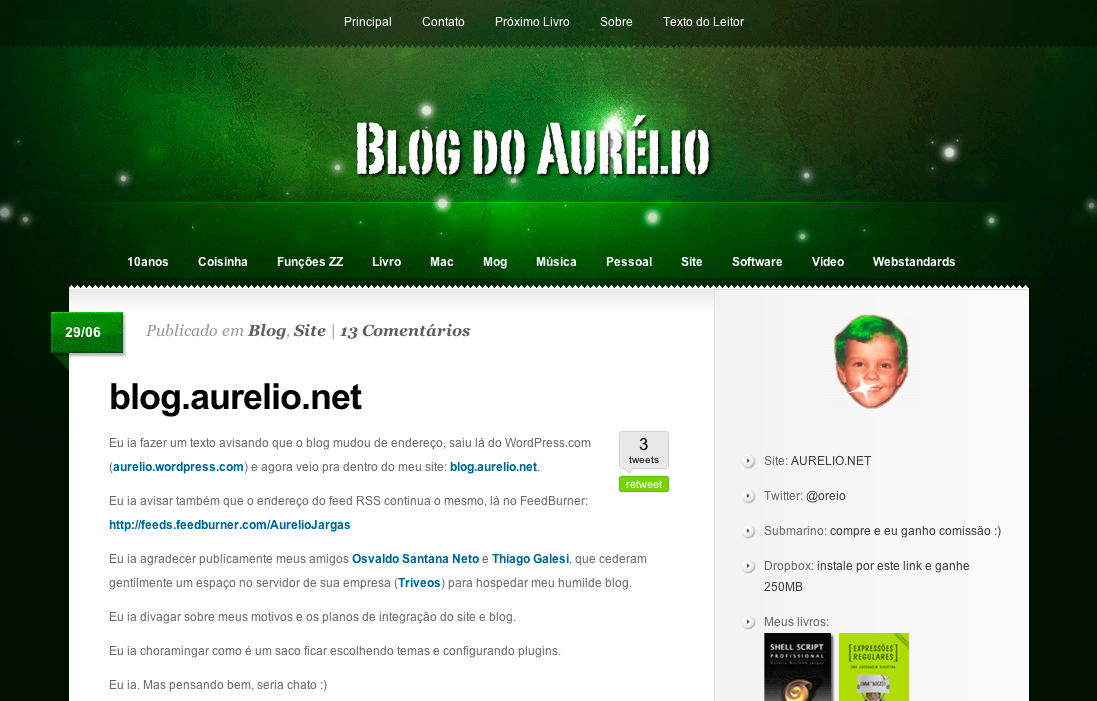 Principal Contato Próximo Livro Sobre Texto do Leitor
Blog do Aurélio
10anos Coisinha Funções ZZ Livro Mac Mog Música Pessoal Site Software Video Webstandards
29/06
Publicado em Blog, Site | 13 Comentários
blog.aurelio.net
Eu ia fazer um texto avisando que o blog mudou de endereço, saiu lá do WordPress.com
(aurelio.wordpress.com) e agora veio pra dentro do meu site: blog.aurelio.net.
3
tweets
retweet
Eu ia avisar também que o endereço do feed RSS continua o mesmo, lá no FeedBurner:
http://feeds.feedburner.com/AurelioJargas
Eu ia agradecer publicamente meus amigos Osvaldo Santana Neto e Thiago Galesi, que cederam
gentilmente um espaço no servidor de sua empresa (Triveos) para hospedar meu humilde blog.
Eu ia divagar sobre meus motivos e os planos de integração do site e blog.
Eu ia choramingar como é um saco ficar escolhendo temas e configurando plugins.
Eu ia. Mas pensando bem, seria chato :)
Site: AURELIO.NET
Twitter: @oreio
Submarino: compre e eu ganho comissão :)
Dropbox: instale por este link e ganhe
250MB
Meus livros:
SHELL SCRIPT
PROFISSIONAL
Aurelio Marinho Jargas
[EXPRESSÕES
REGULARES]
UMA ABORDAGEM DIVERTIDA